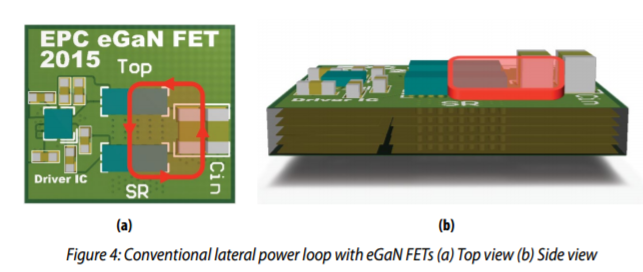 EPC eGaN FET
2015
Top
Driver IC
SR
Cin
Driver IC
SR
Cin
(a)
(b)
Figure 4: Conventional lateral power loop with eGaN FETs (a) Top view (b) Side view